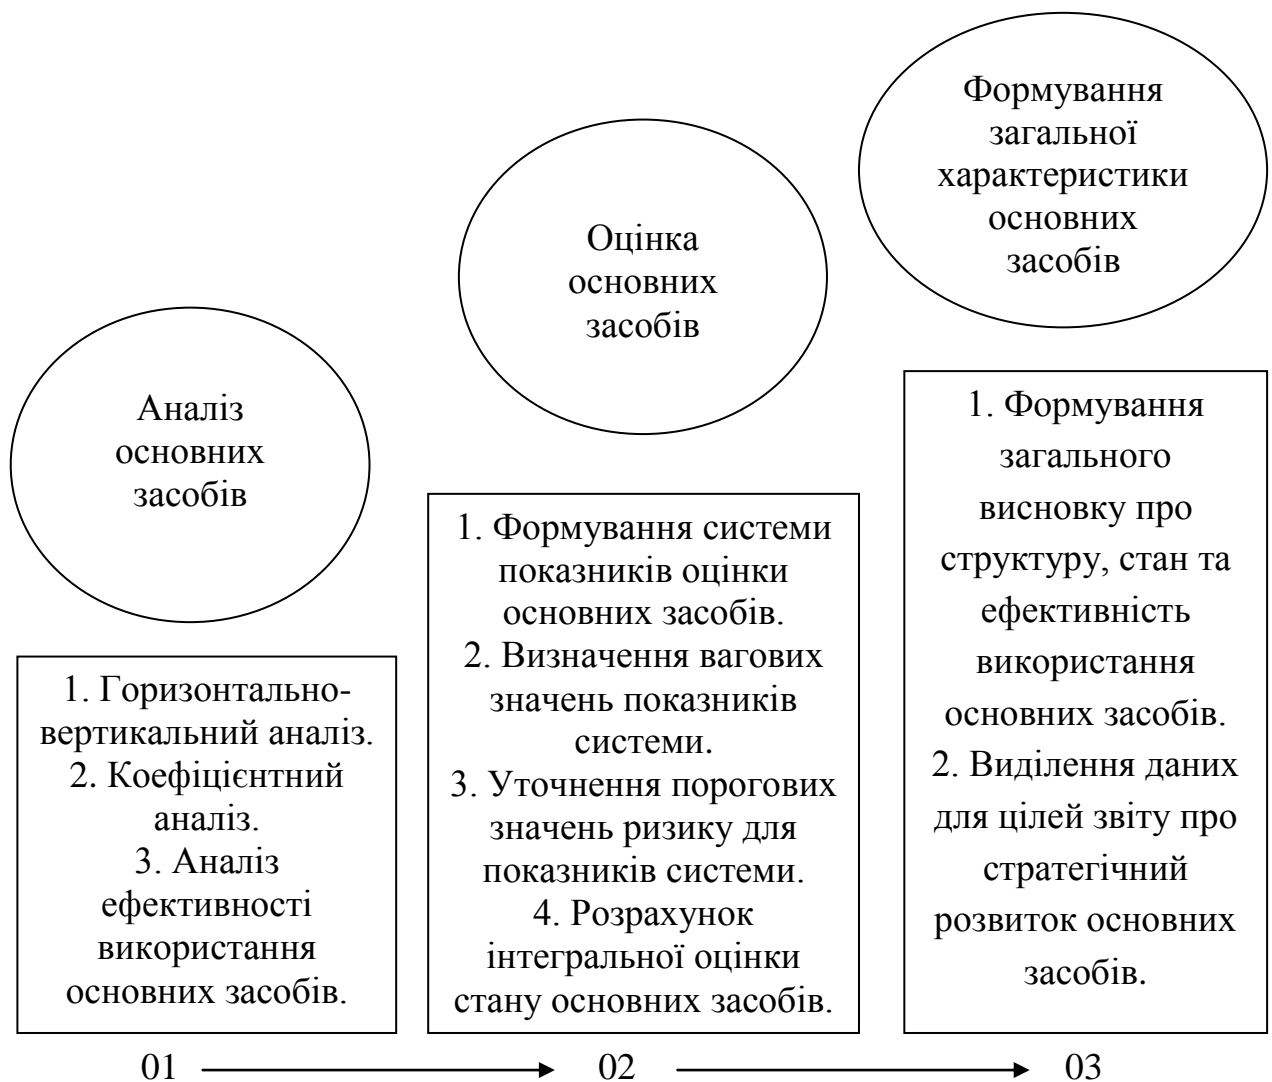 Аналіз
основних
засобів
1. Горизонтально-
вертикальний аналіз.
2. Коефіцієнтний
аналіз.
3. Аналіз
ефективності
використання
основних засобів.
Оцінка
основних
засобів
1. Формування системи
показників оцінки
основних засобів.
2. Визначення вагових
значень показників
системи.
3. Уточнення порогових
значень ризику для
показників системи.
4. Розрахунок
інтегральної оцінки
стану основних засобів.
Формування
загальної
характеристики
основних
засобів
1. Формування
загального
висновку про
структуру, стан та
ефективність
використання
основних засобів.
2. Виділення даних
для цілей звіту про
стратегічний
розвиток основних
засобів.
01
02
03